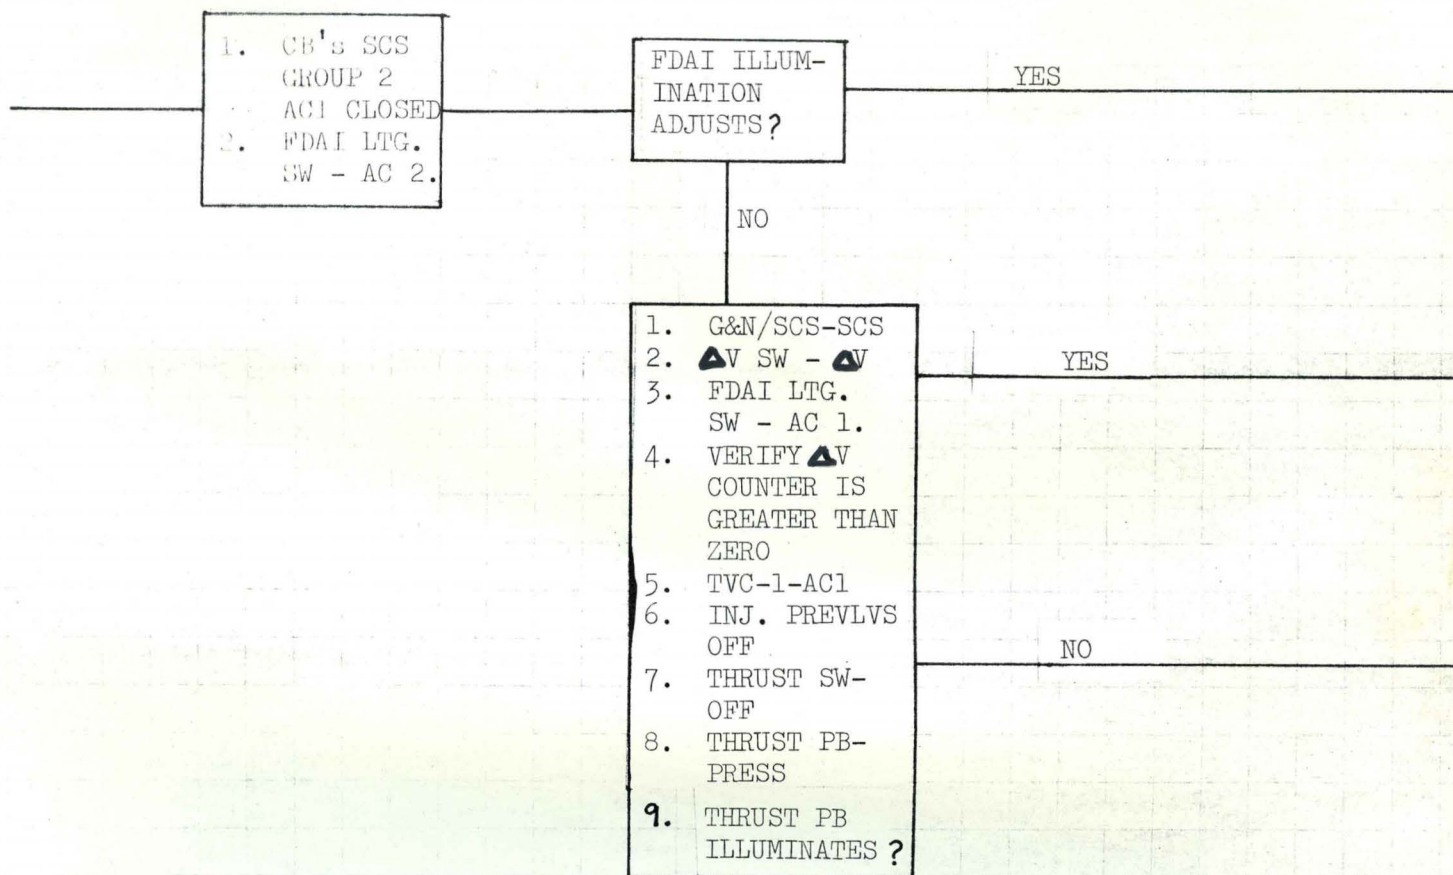 1. CB's SCS
GROUP 2
AC1 CLOSED
2. FDAI LTG.
SW - AC 2.
FDAI ILLUM-
INATION
ADJUSTS?
YES
NO
1. G&N/SCS-SCS
2. ΔV SW - ΔV
3. FDAI LTG.
SW - AC 1.
4. VERIFY ΔV
COUNTER IS
GREATER THAN
ZERO
5. TVC-1-AC1
6. INJ. PREVLVS
OFF
7. THRUST SW-
OFF
8. THRUST PB-
PRESS
9. THRUST PB
ILLUMINATES?
YES
NO